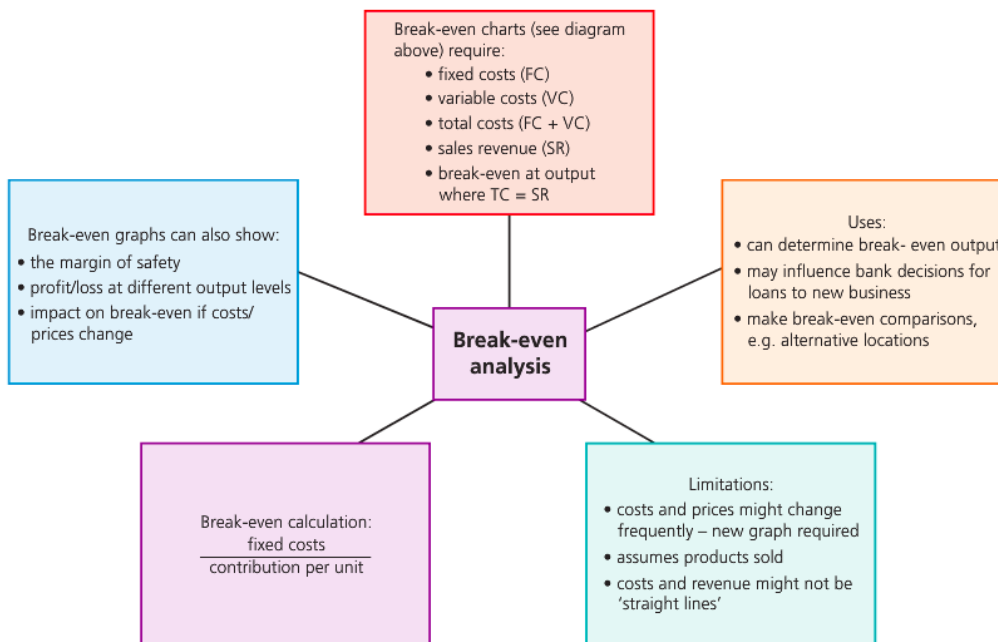 Break-even charts (see diagram
above) require:
• fixed costs (FC)
• variable costs (VC)
• total costs (FC + VC)
• sales revenue (SR)
• break-even at output
where TC = SR
Break-even graphs can also show:
• the margin of safety
• profit/loss at different output levels
• impact on break-even if costs/
prices change
Uses:
• can determine break- even output
• may influence bank decisions for
loans to new business
• make break-even comparisons,
e.g. alternative locations
Break-even
analysis
Break-even calculation:
fixed costs
contribution per unit
Limitations:
• costs and prices might change
frequently – new graph required
• assumes products sold
• costs and revenue might not be
‘straight lines’